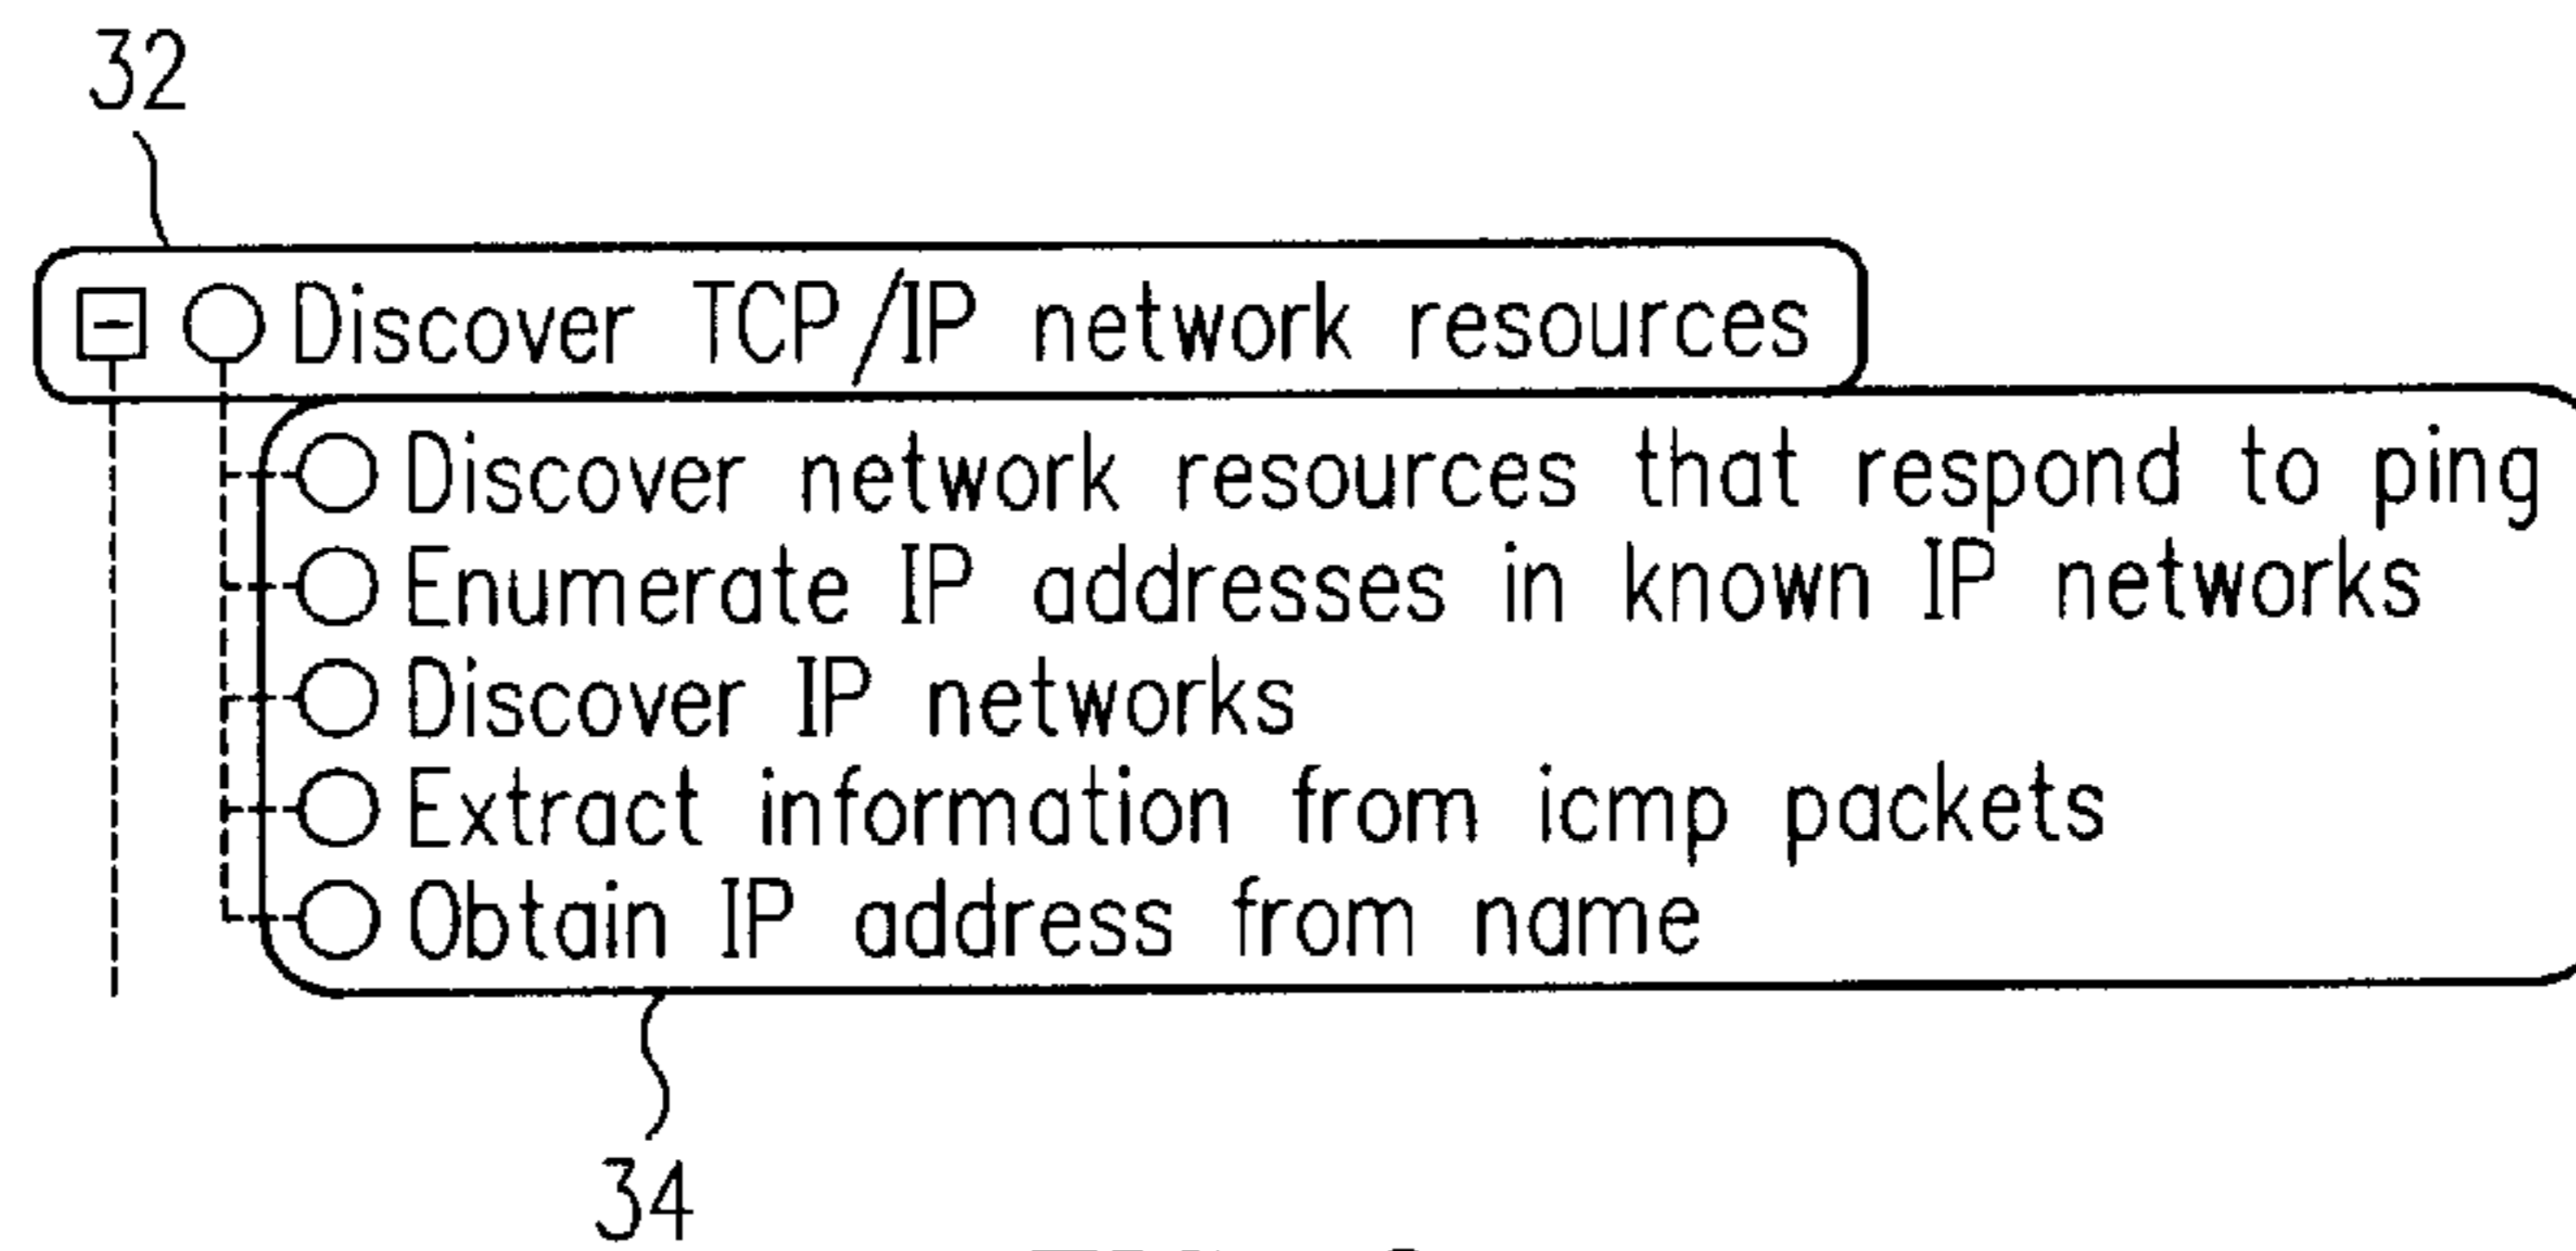 32
Discover TCP/IP network resources
Discover network resources that respond to ping
Enumerate IP addresses in known IP networks
Discover IP networks
Extract information from icmp packets
Obtain IP address from name
34